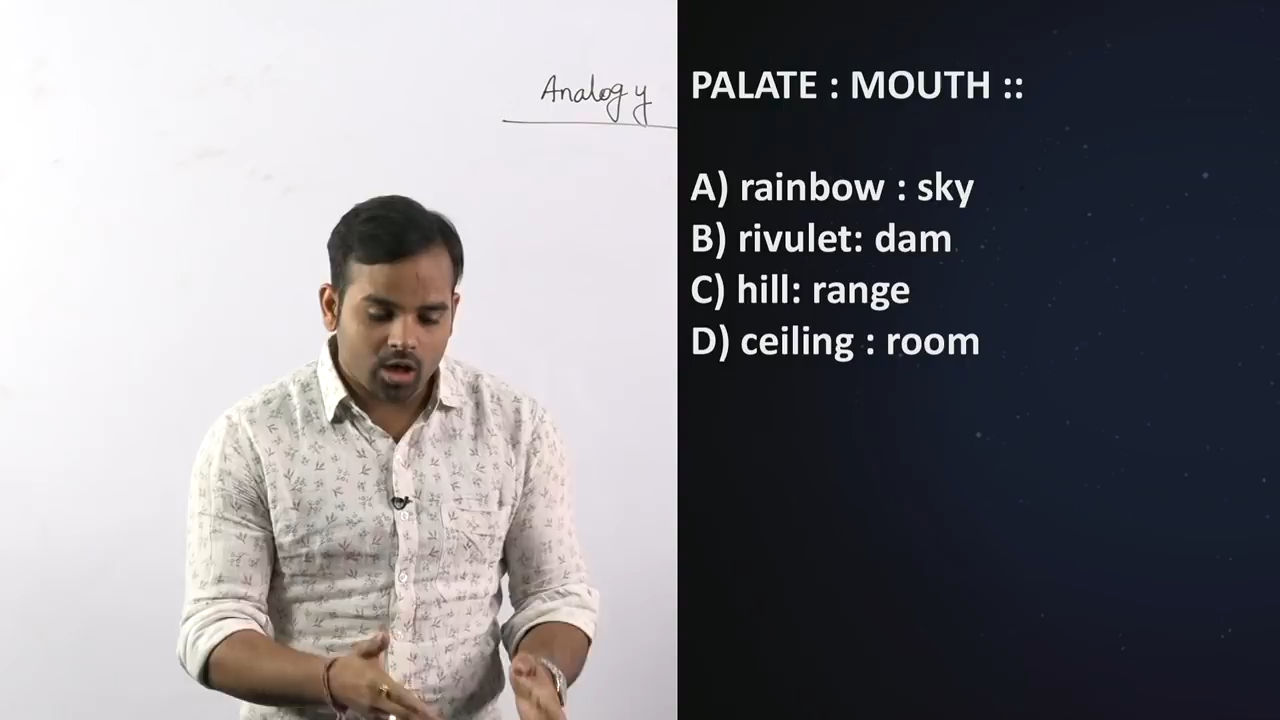 Analogy
PALATE : MOUTH ::
A) rainbow : sky
B) rivulet: dam
C) hill: range
D) ceiling : room